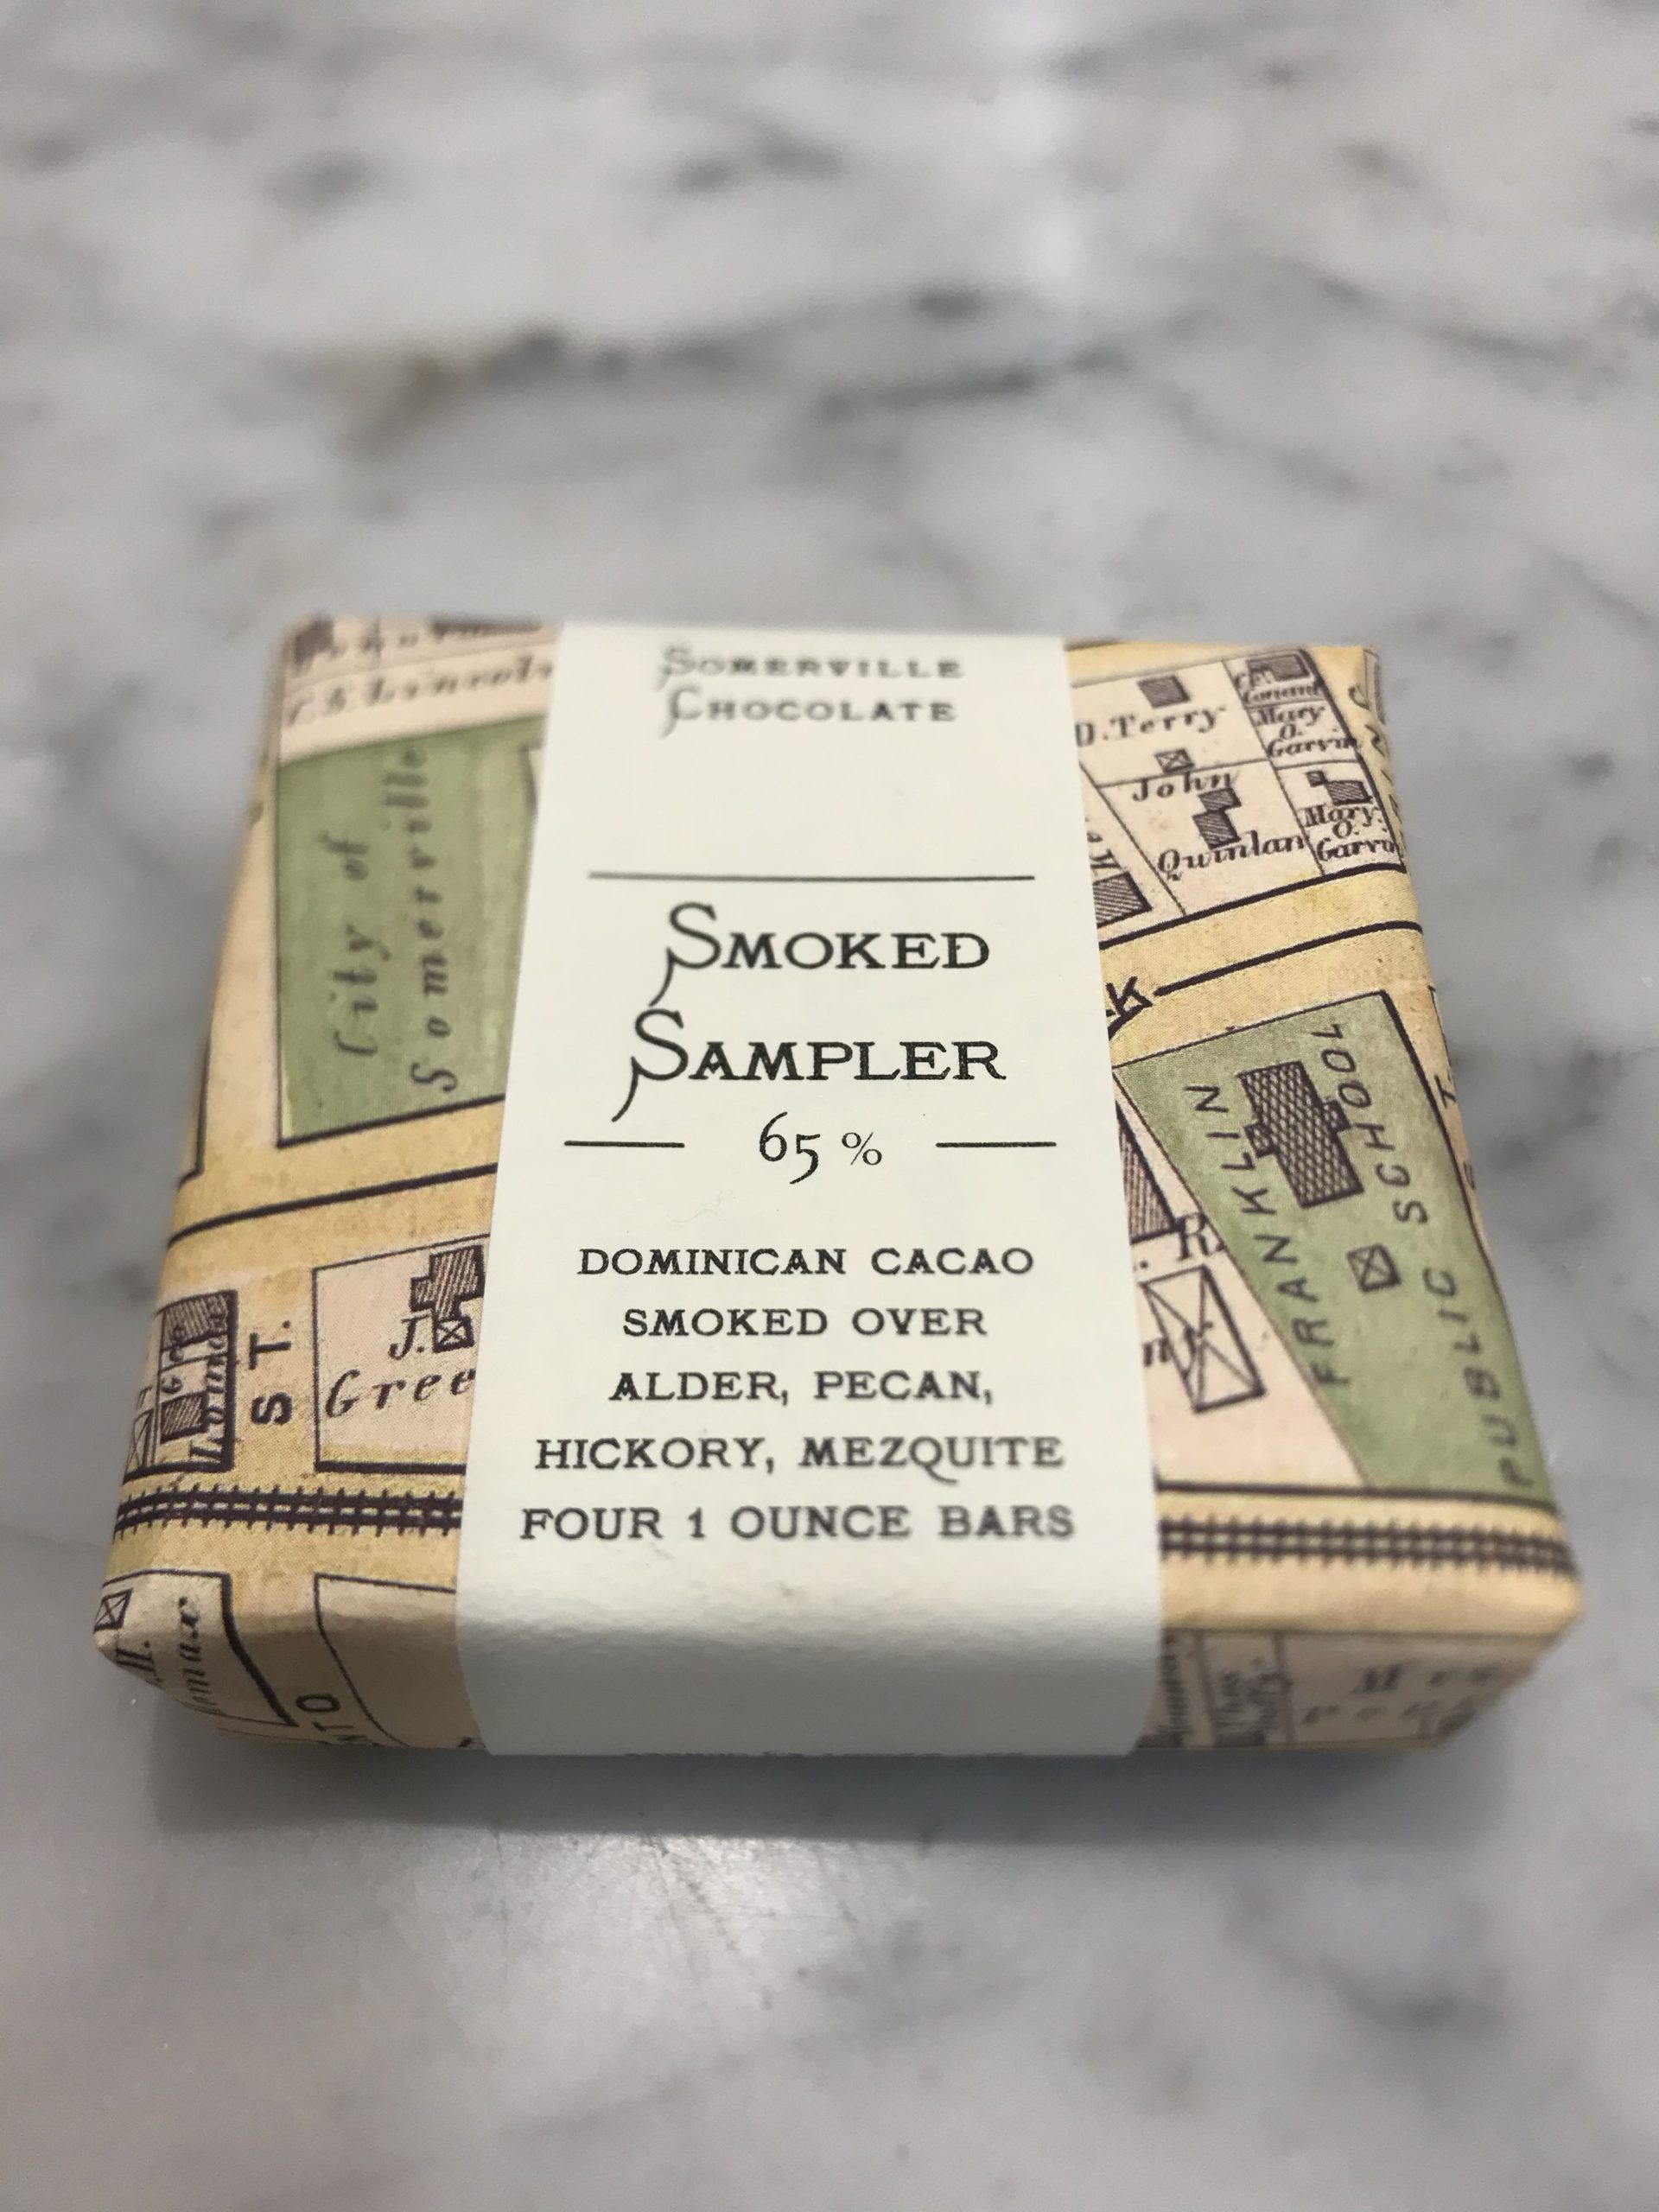 SOMERVILLE
CHOCOLATE
SMOKED
SAMPLER
65 %
DOMINICAN CACAO
SMOKED OVER
ALDER, PECAN,
HICKORY, MEZQUITE
FOUR 1 OUNCE BARS
City of
Somerville
D. Terry
John
Quinlan
Mary
O.
Garvin
Mary
O.
FRANKLIN
SCHOOL
PUBLIC
J.
ST.